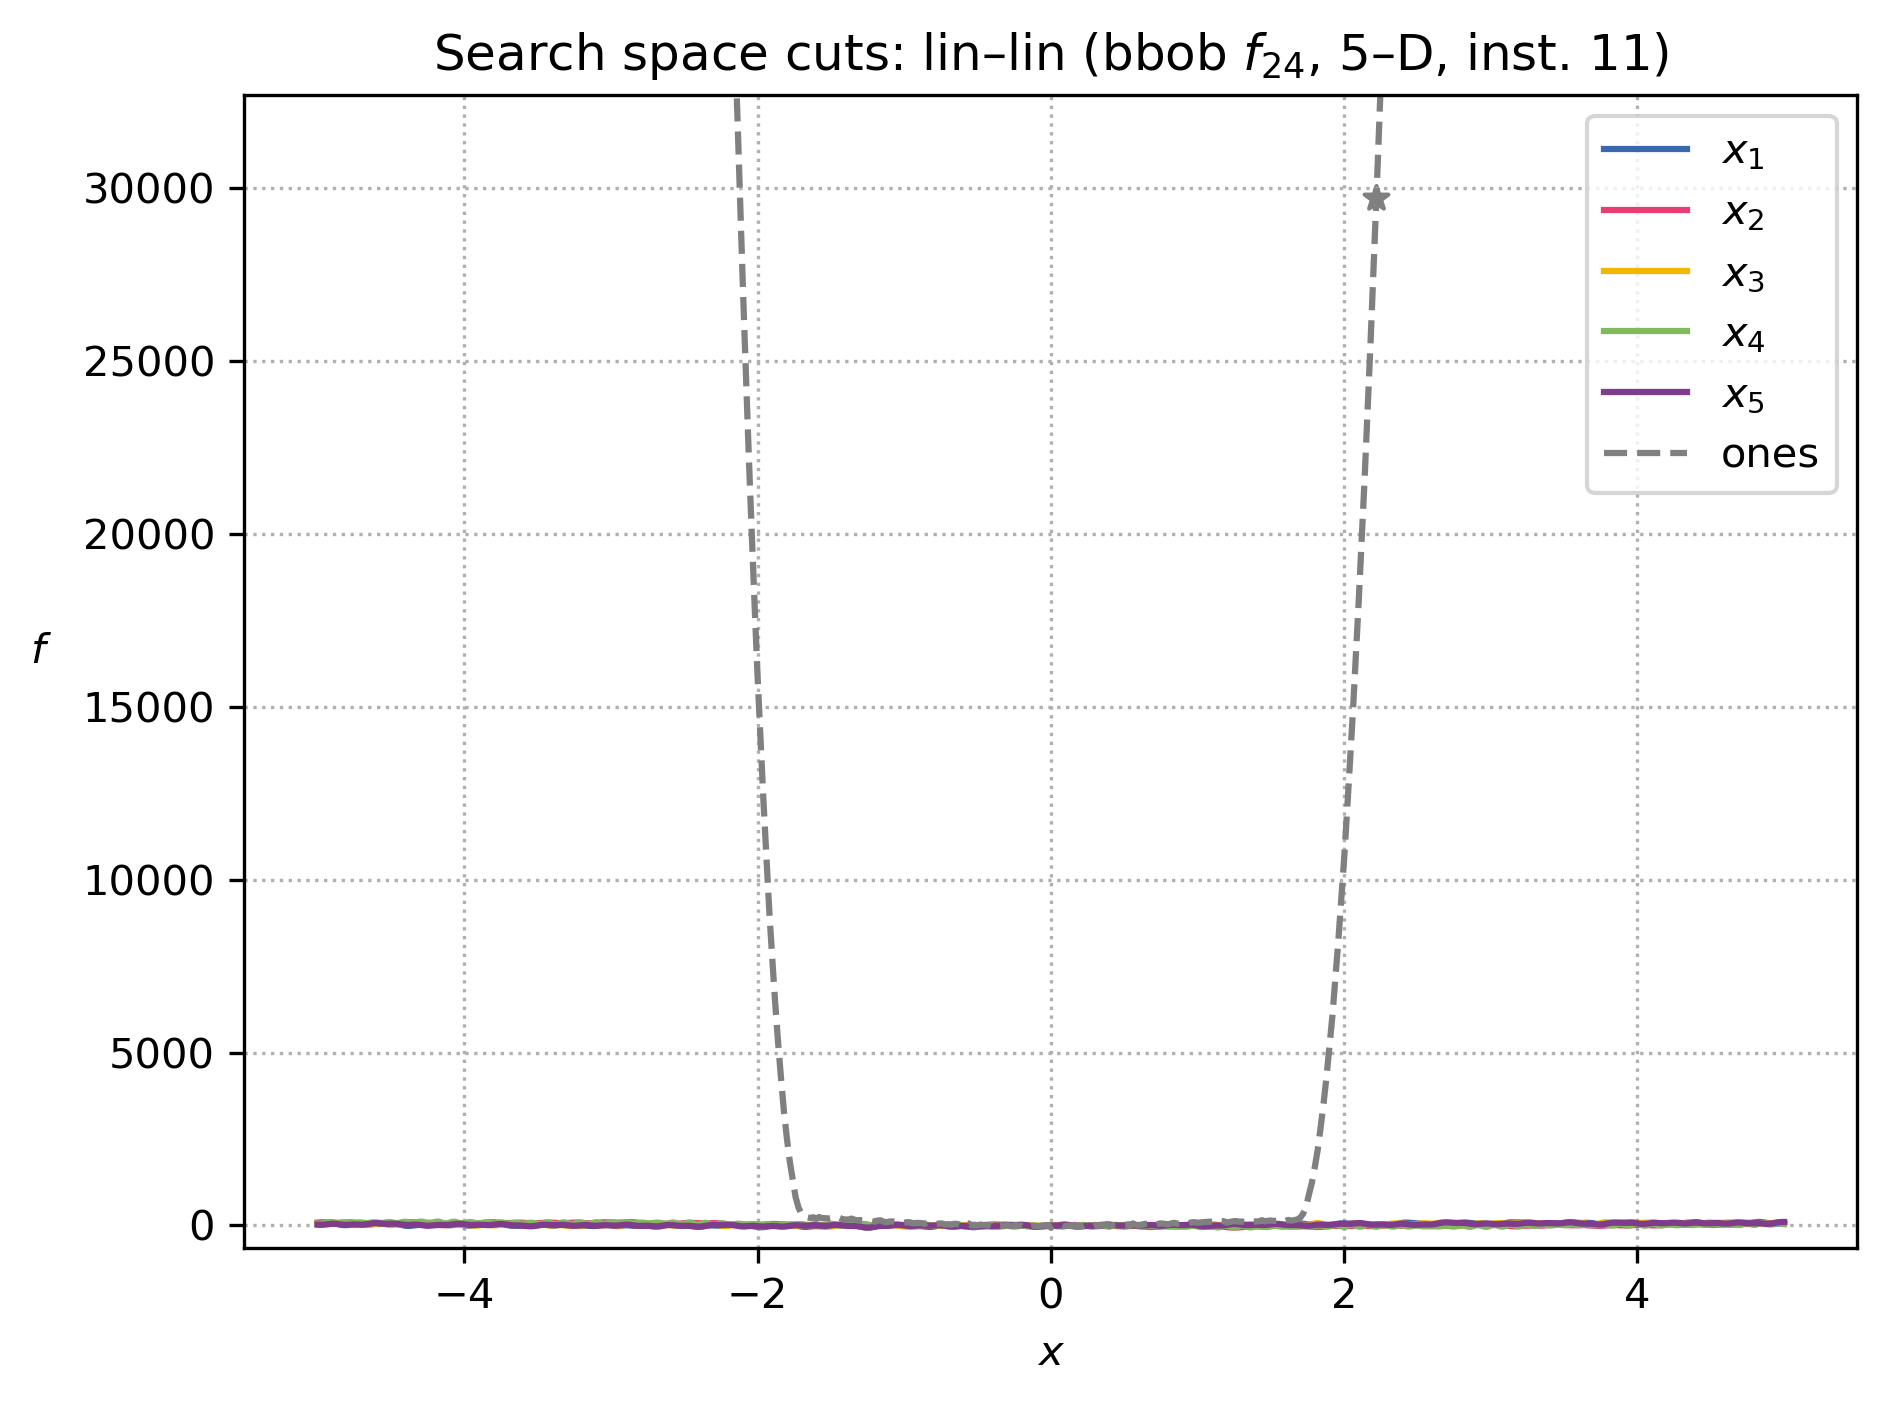 Search space cuts: lin–lin (bbob f₂₄, 5–D, inst. 11)
30000
25000
20000
15000
10000
5000
0
f
−4
−2
0
2
4
x
x₁
x₂
x₃
x₄
x₅
ones